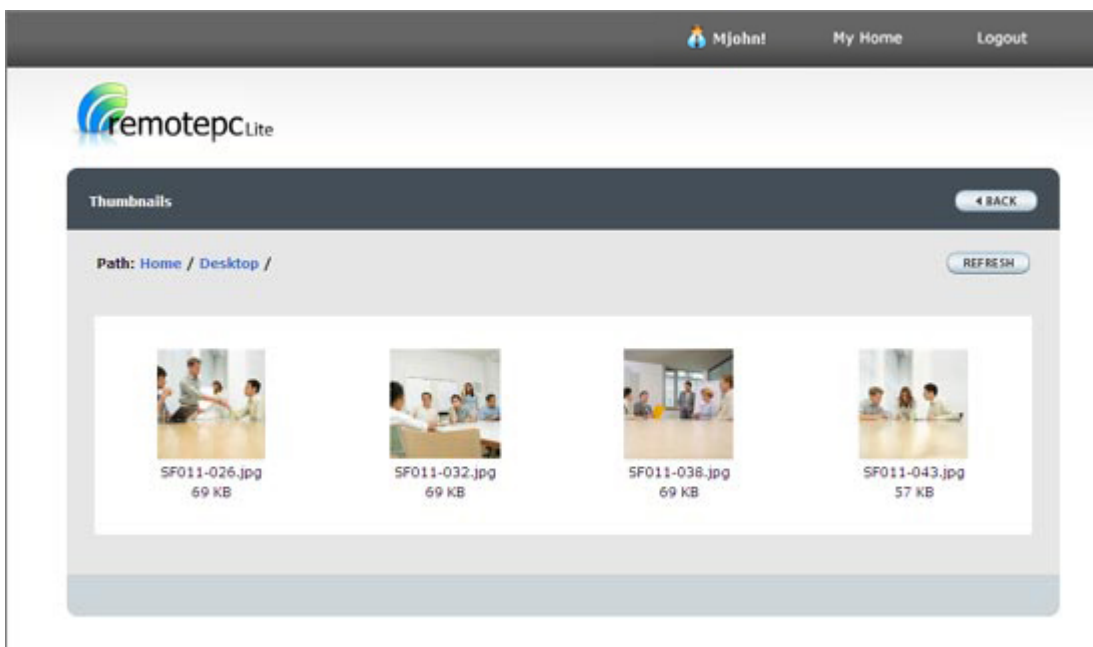 Mjohn! My Home Logout
remotepc Lite
Thumbnails BACK
Path: Home / Desktop / REFRESH
SF011-026.jpg SF011-032.jpg SF011-038.jpg SF011-043.jpg
69 KB 69 KB 69 KB 57 KB